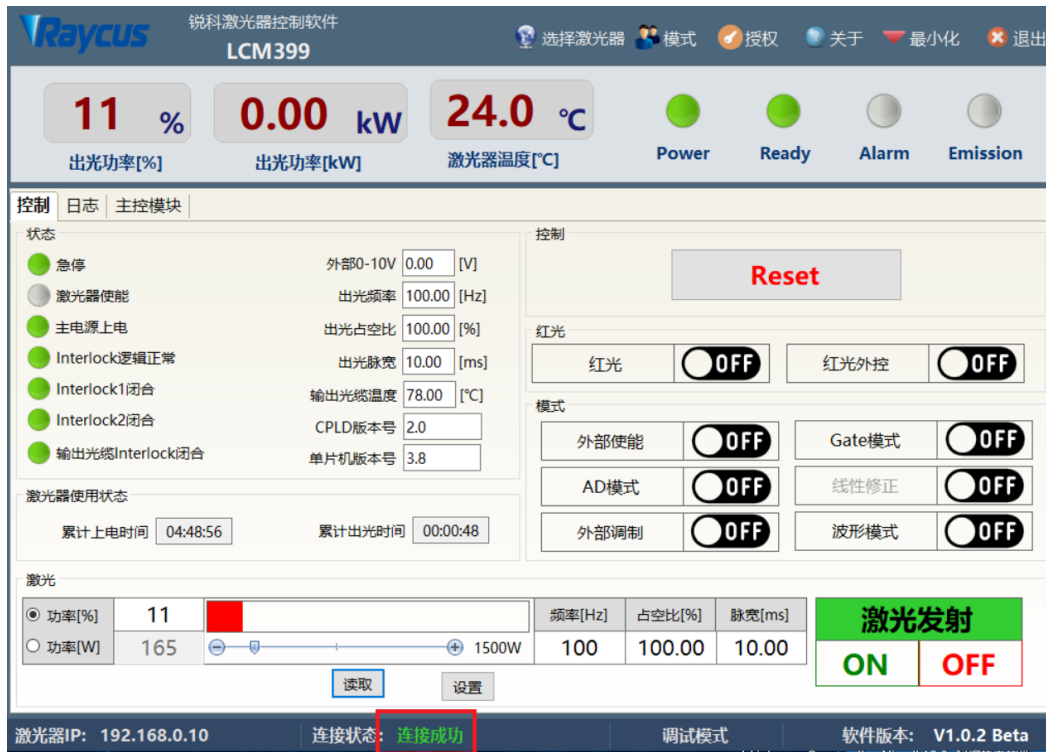 Raycus
锐科激光器控制软件
LCM399
选择激光器 模式 授权 关于 最小化 退出
11 % 0.00 kW 24.0 ℃
出光功率[%] 出光功率[kW] 激光器温度[℃] Power Ready Alarm Emission
控制 日志 主控模块
状态
急停 外部0-10V 0.00 [V]
激光器使能 出光频率 100.00 [Hz]
主电源上电 出光占空比 100.00 [%]
Interlock逻辑正常 出光脉宽 10.00 [ms]
Interlock1闭合 输出光缆温度 78.00 [℃]
Interlock2闭合 CPLD版本号 2.0
输出光缆Interlock闭合 单片机版本号 3.8
激光器使用状态
累计上电时间 04:48:56 累计出光时间 00:00:48
控制
Reset
红光
红光 OFF 红光外控 OFF
模式
外部使能 OFF Gate模式 OFF
AD模式 OFF 线性修正 OFF
外部调制 OFF 波形模式 OFF
激光
功率[%] 11 频率[Hz] 占空比[%] 脉宽[ms] 激光发射
功率[W] 165 1500W 100 100.00 10.00 ON OFF
读取 设置
激光器IP: 192.168.0.10 连接状态: 连接成功 调试模式 软件版本: V1.0.2 Beta